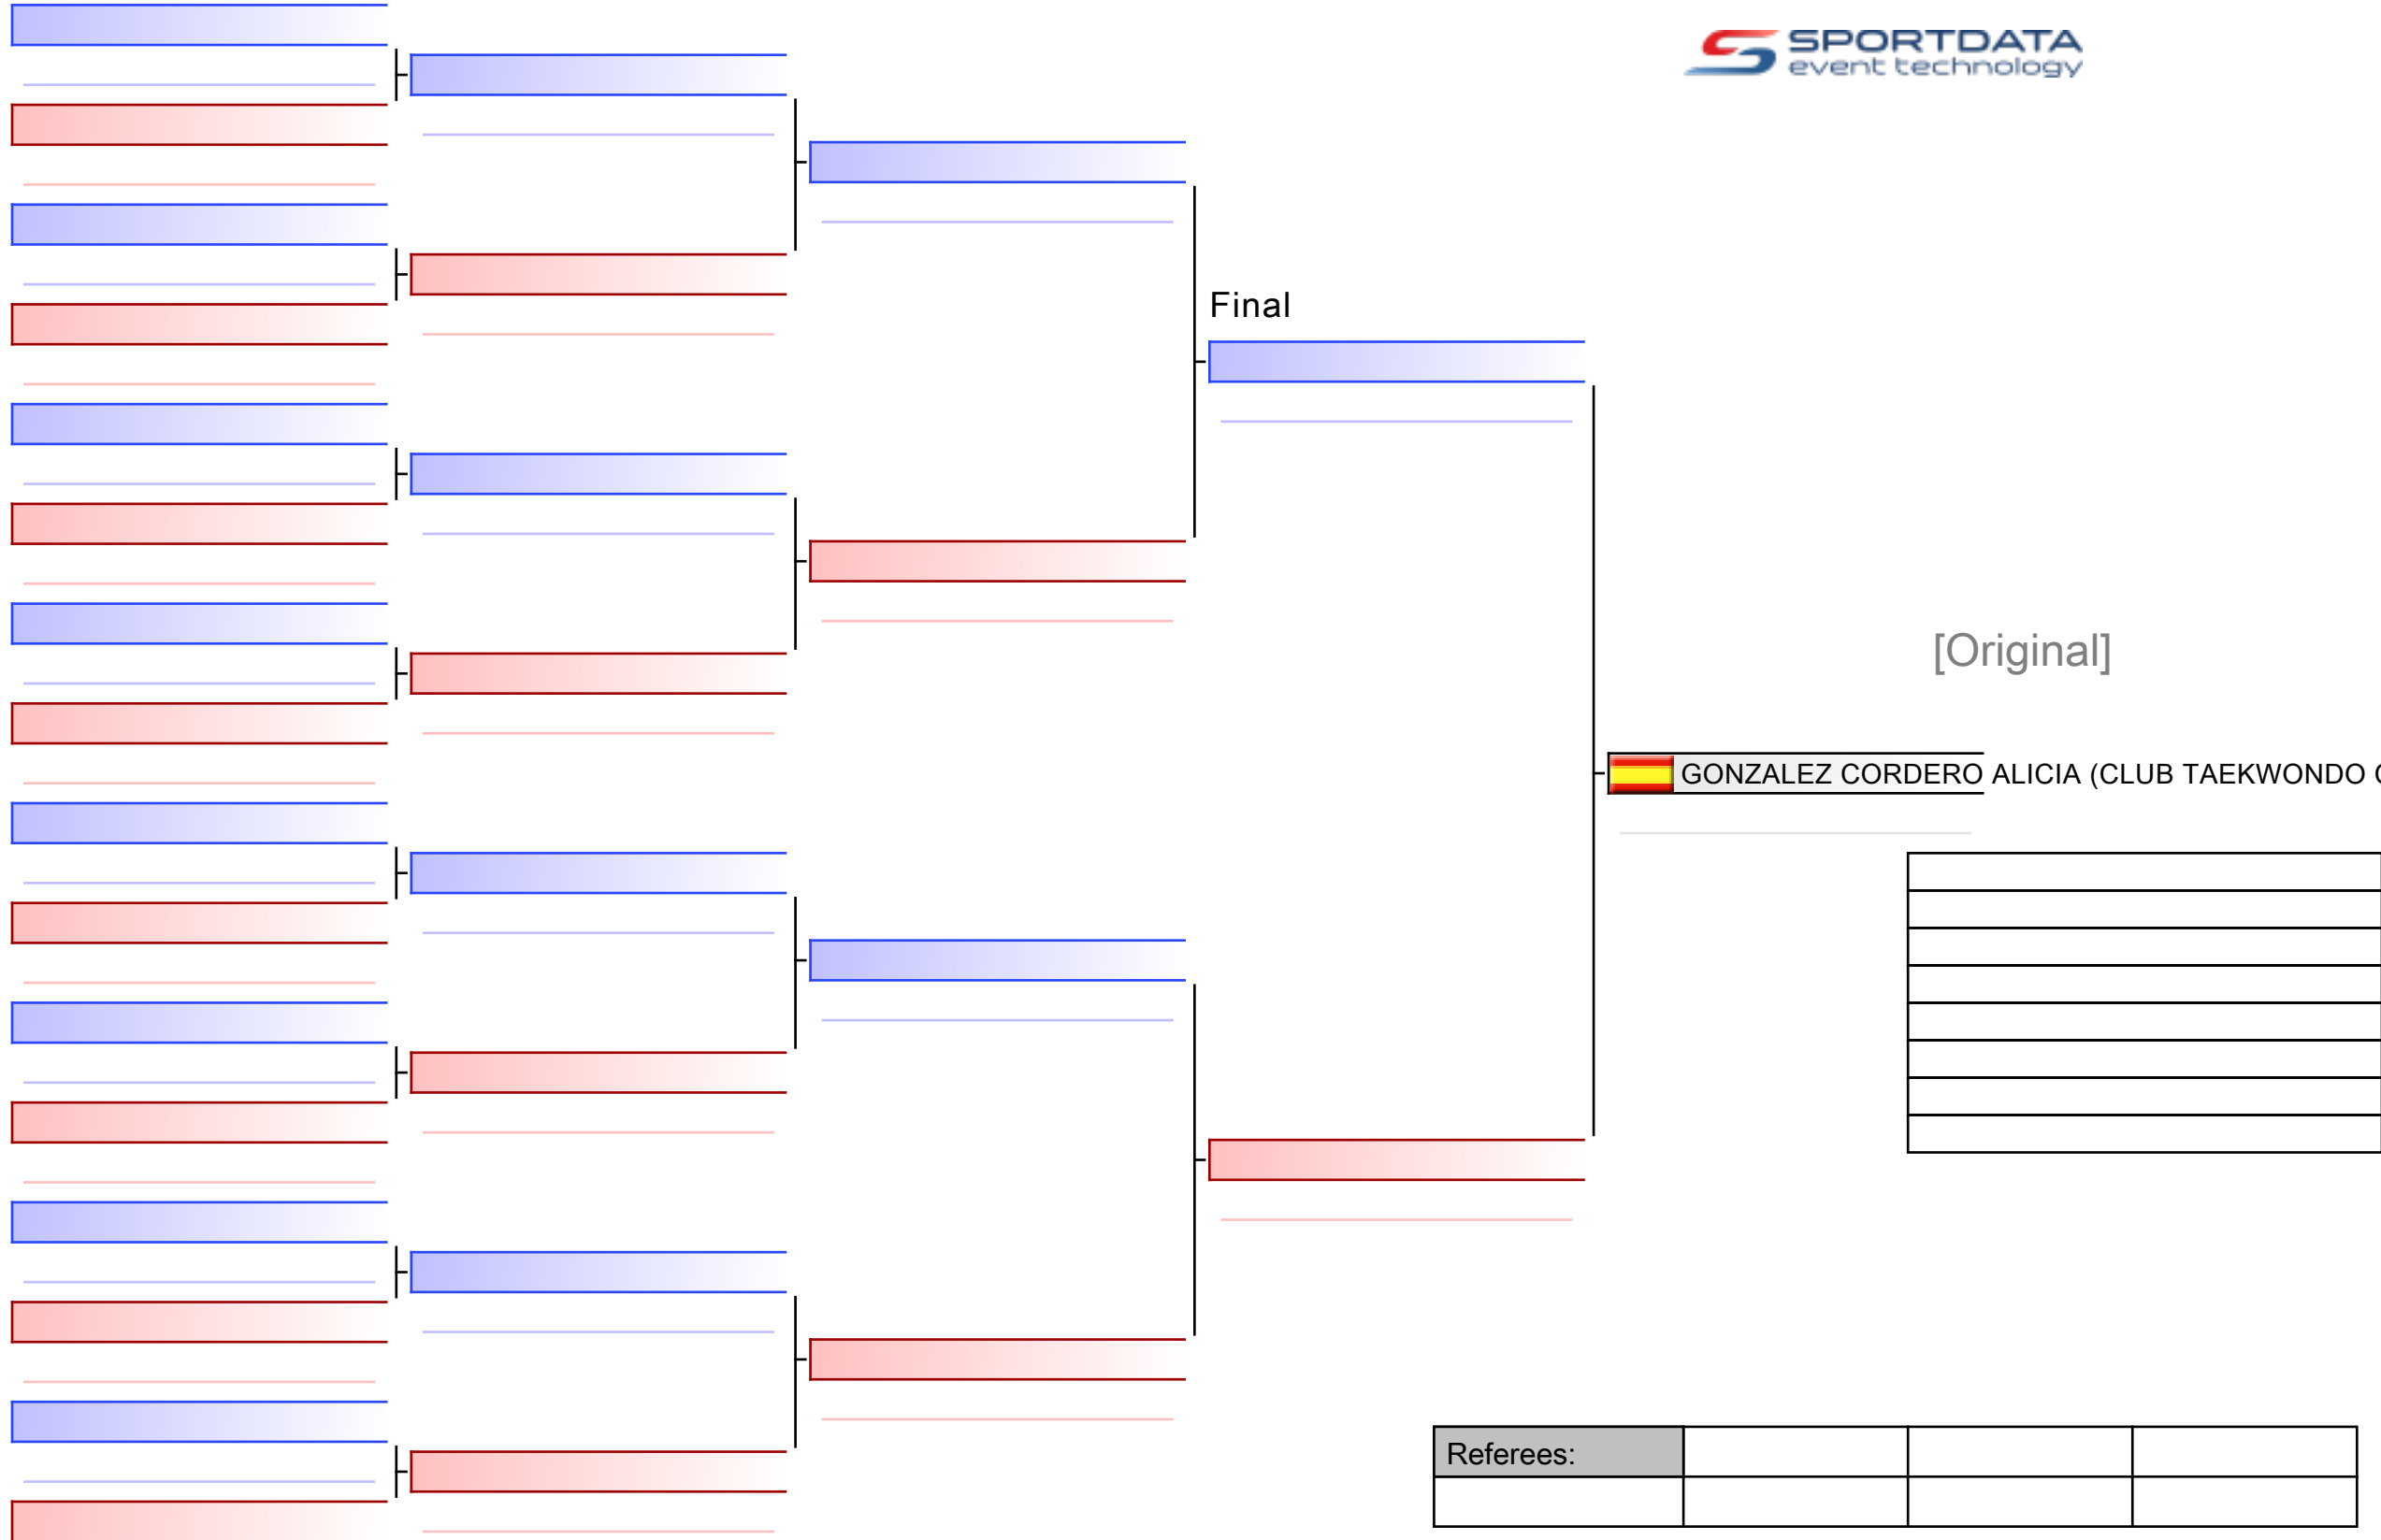 SPORTDATA
event technology
Final
[Original]
GONZALEZ CORDERO ALICIA (CLUB TAEKWONDO
Referees: